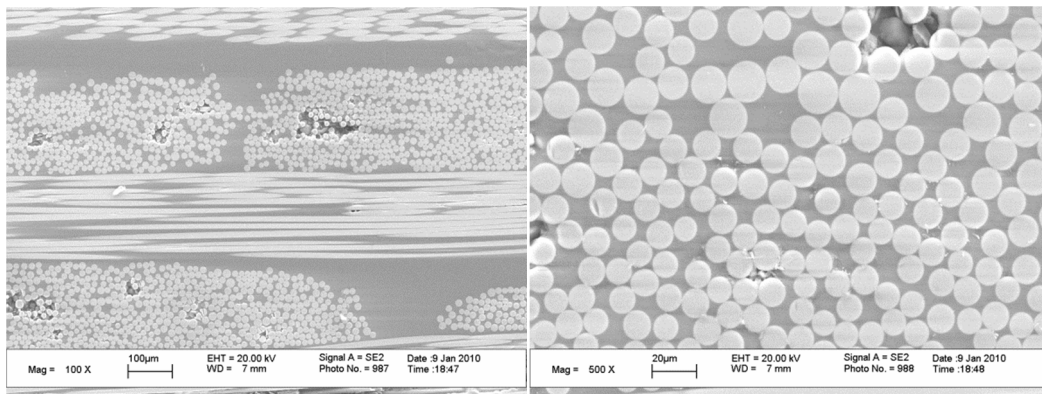 100µm
EHT = 20.00 kV
Signal A = SE2
Date :9 Jan 2010
Mag = 100 X
WD = 7 mm
Photo No. = 987
Time :18:47
20µm
EHT = 20.00 kV
Signal A = SE2
Date :9 Jan 2010
Mag = 500 X
WD = 7 mm
Photo No. = 988
Time :18:48